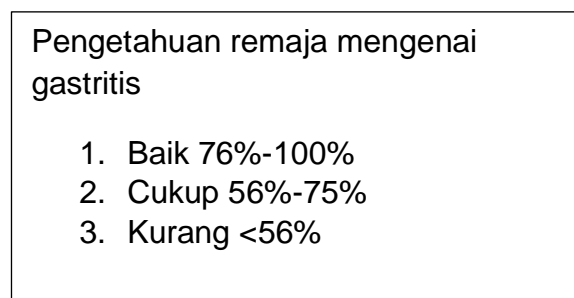 Pengetahuan remaja mengenai
gastritis
1. Baik 76%-100%
2. Cukup 56%-75%
3. Kurang <56%